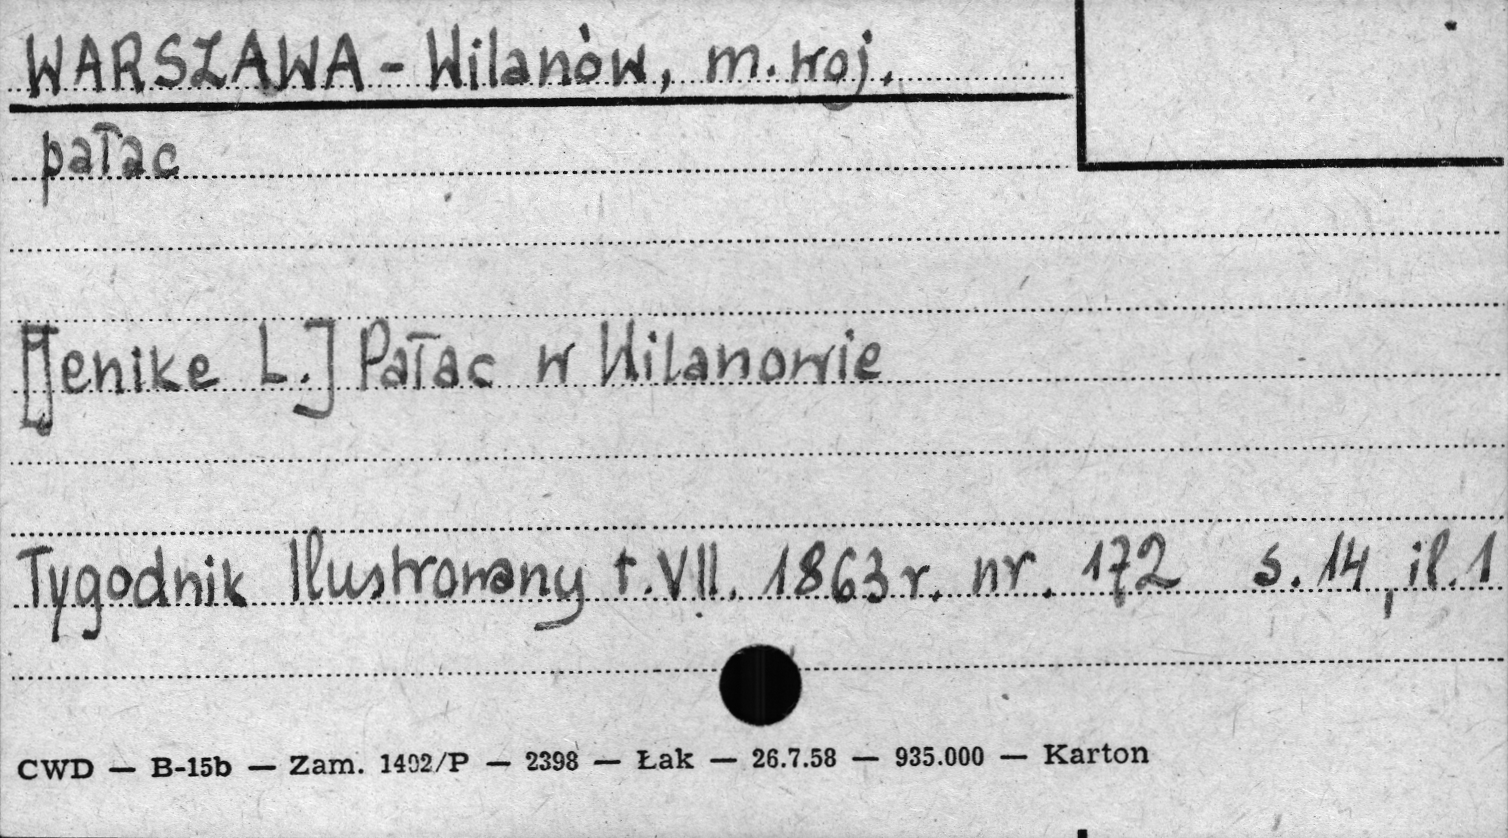 WARSZAWA - Wilanów, m. woj.
pałac
[Jenike L.] Pałac w Wilanowie
Tygodnik Ilustrowany t. VII. 1863 r. nr. 172 s. 14, il. 1
CWD — B-15b — Zam. 1402/P — 2398 — Łak — 26.7.58 — 935.000 — Karton